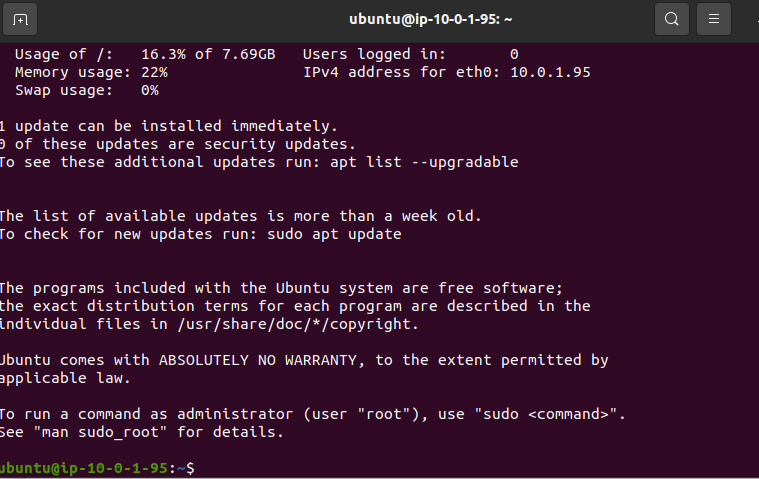 ubuntu@ip-10-0-1-95: ~
Usage of /: 16.3% of 7.69GB Users logged in: 0
Memory usage: 22% IPv4 address for eth0: 10.0.1.95
Swap usage: 0%
1 update can be installed immediately.
0 of these updates are security updates.
To see these additional updates run: apt list --upgradable
The list of available updates is more than a week old.
To check for new updates run: sudo apt update
The programs included with the Ubuntu system are free software;
the exact distribution terms for each program are described in the
individual files in /usr/share/doc/*/copyright.
Ubuntu comes with ABSOLUTELY NO WARRANTY, to the extent permitted by
applicable law.
To run a command as administrator (user "root"), use "sudo <command>".
See "man sudo_root" for details.
ubuntu@ip-10-0-1-95:~$